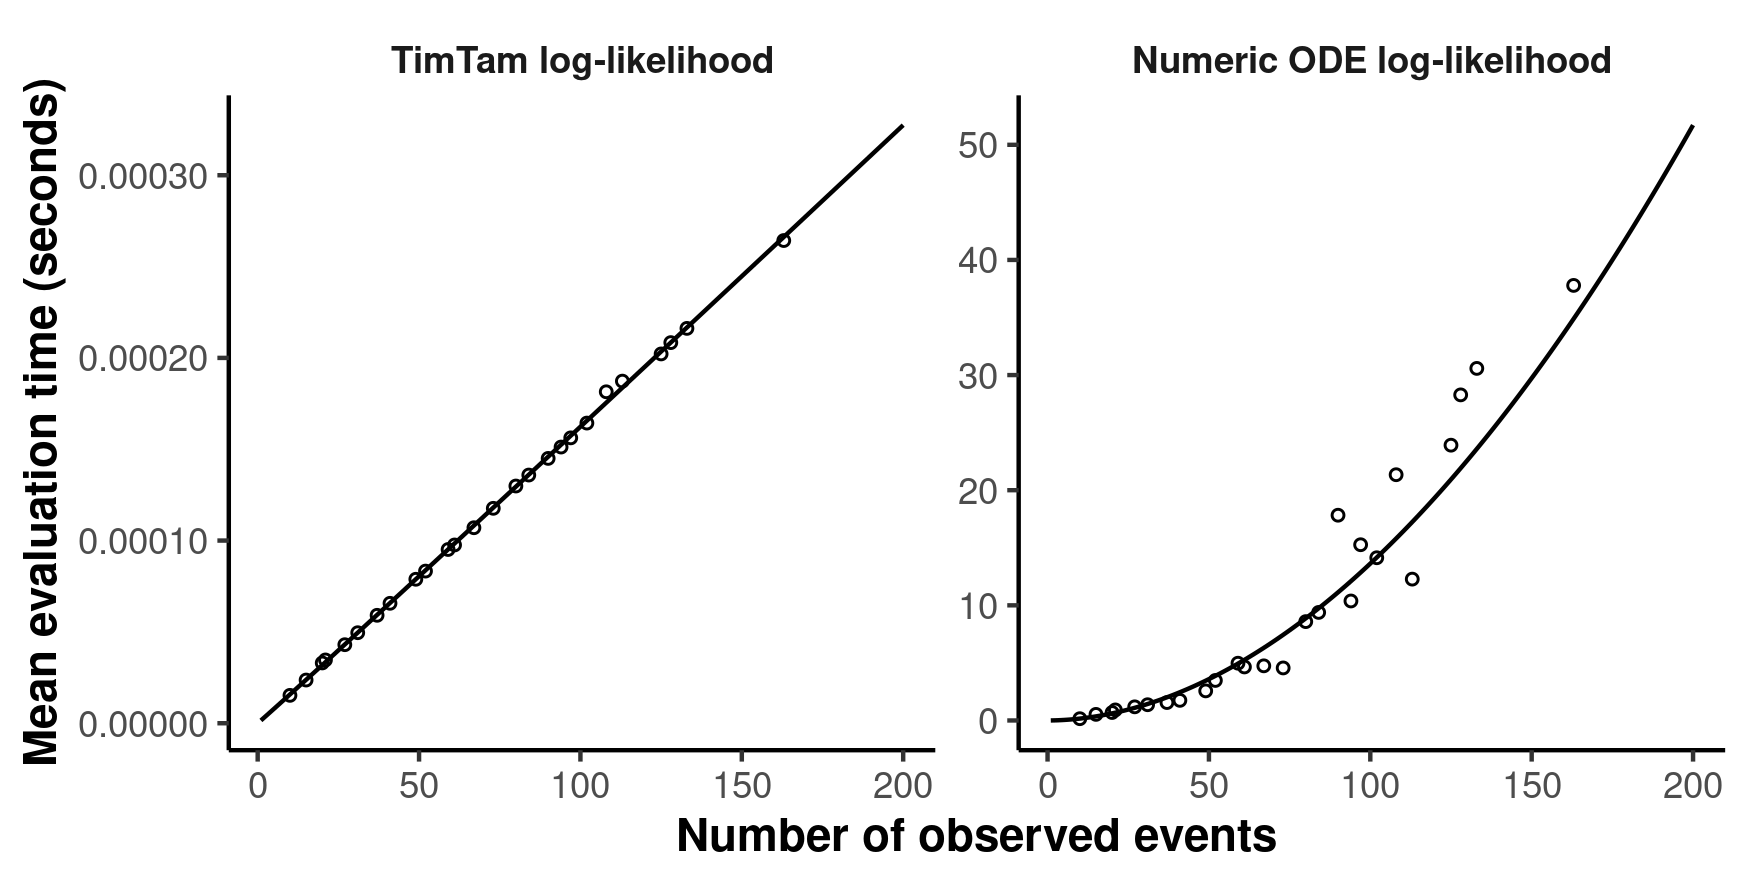 TimTam log-likelihood
Numeric ODE log-likelihood
Mean evaluation time (seconds)
0.00030
0.00020
0.00010
0.00000
50
40
30
20
10
0
0 50 100 150 200
0 50 100 150 200
Number of observed events